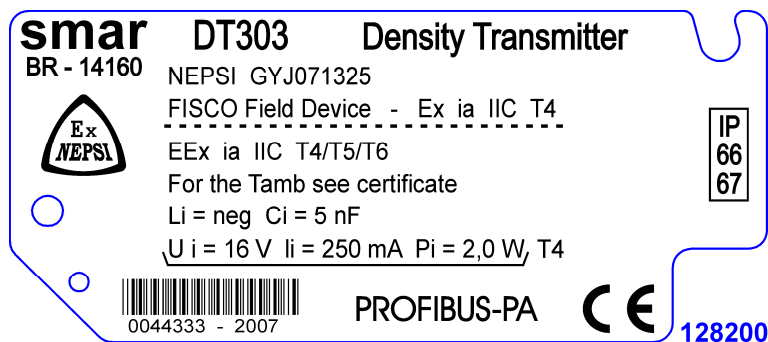 smar DT303 Density Transmitter
BR - 14160
NEPSI GYJ071325
FISCO Field Device - Ex ia IIC T4
Ex
NEPSI
IP
66
67
EEx ia IIC T4/T5/T6
For the Tamb see certificate
Li = neg Ci = 5 nF
U i = 16 V Ii = 250 mA Pi = 2,0 W, T4
0044333 - 2007
PROFIBUS-PA
CE
128200